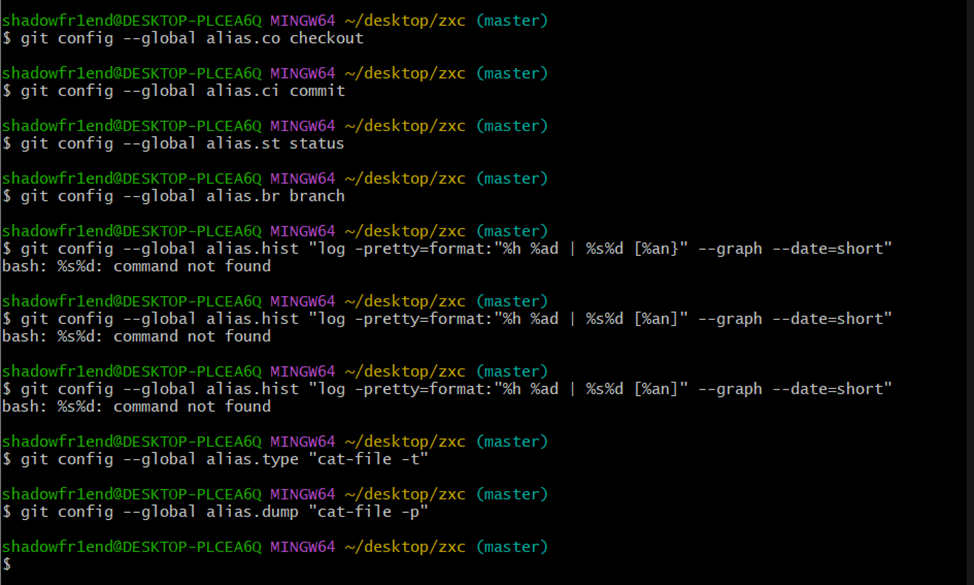 shadowfr1end@DESKTOP-PLCEA6Q MINGW64 ~/desktop/zxc (master)
$ git config --global alias.co checkout
shadowfr1end@DESKTOP-PLCEA6Q MINGW64 ~/desktop/zxc (master)
$ git config --global alias.ci commit
shadowfr1end@DESKTOP-PLCEA6Q MINGW64 ~/desktop/zxc (master)
$ git config --global alias.st status
shadowfr1end@DESKTOP-PLCEA6Q MINGW64 ~/desktop/zxc (master)
$ git config --global alias.br branch
shadowfr1end@DESKTOP-PLCEA6Q MINGW64 ~/desktop/zxc (master)
$ git config --global alias.hist "log -pretty=format:"%h %ad | %s%d [%an}" --graph --date=short"
bash: %s%d: command not found
shadowfr1end@DESKTOP-PLCEA6Q MINGW64 ~/desktop/zxc (master)
$ git config --global alias.hist "log -pretty=format:"%h %ad | %s%d [%an]" --graph --date=short"
bash: %s%d: command not found
shadowfr1end@DESKTOP-PLCEA6Q MINGW64 ~/desktop/zxc (master)
$ git config --global alias.hist "log -pretty=format:"%h %ad | %s%d [%an]" --graph --date=short"
bash: %s%d: command not found
shadowfr1end@DESKTOP-PLCEA6Q MINGW64 ~/desktop/zxc (master)
$ git config --global alias.type "cat-file -t"
shadowfr1end@DESKTOP-PLCEA6Q MINGW64 ~/desktop/zxc (master)
$ git config --global alias.dump "cat-file -p"
shadowfr1end@DESKTOP-PLCEA6Q MINGW64 ~/desktop/zxc (master)
$